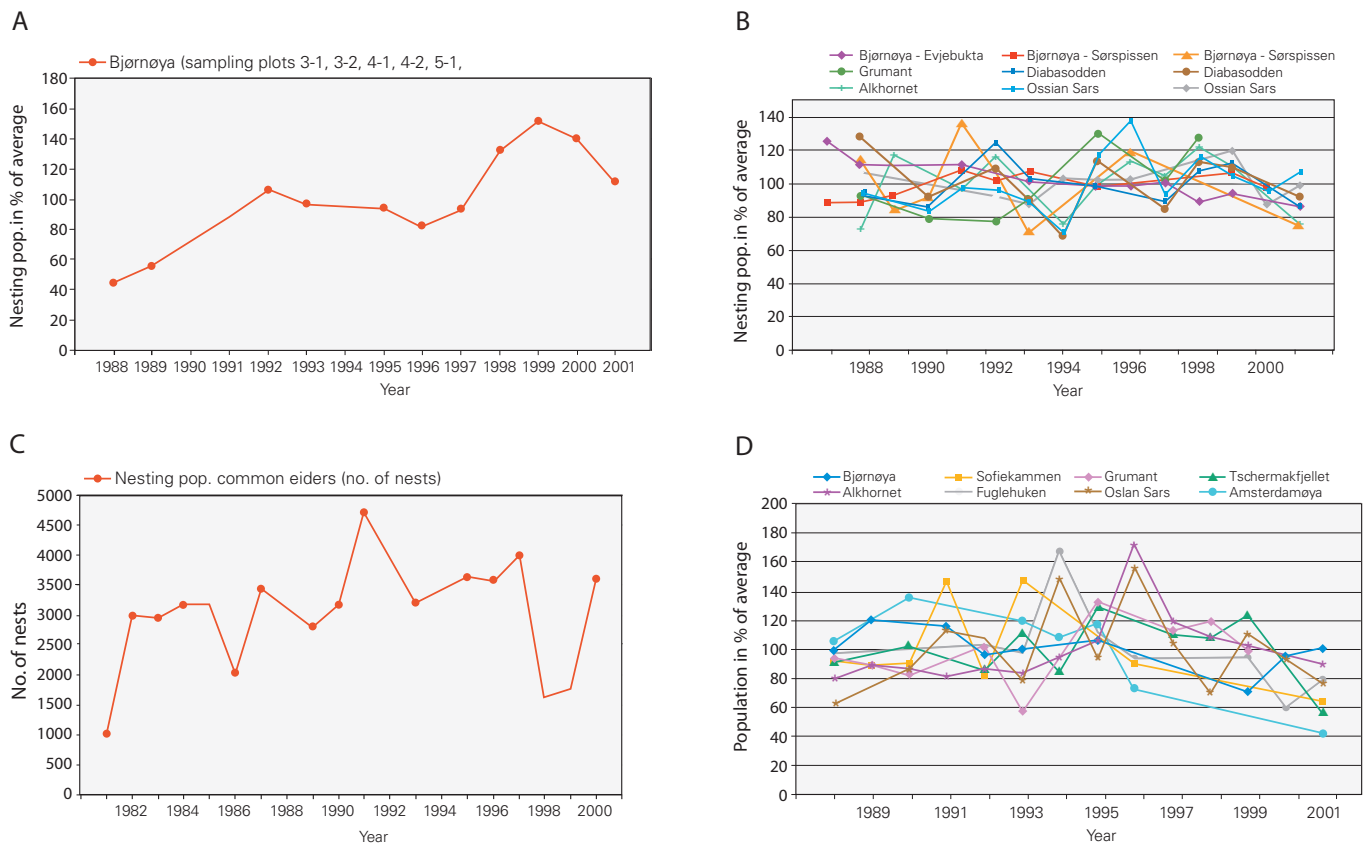 A
Bjørnøya (sampling plots 3-1, 3-2, 4-1, 4-2, 5-1,
Nesting pop. in % of average
180
160
140
120
100
80
60
40
20
0
1988 1989 1990 1991 1992 1993 1994 1995 1996 1997 1998 1999 2000 2001
Year
B
Bjørnøya - Evjebukta Bjørnøya - Sørspissen Bjørnøya - Sørspissen
Grumant Diabasodden Diabasodden
Alkhornet Ossian Sars Ossian Sars
Nesting pop. in % of average
140
120
100
80
60
40
20
0
1988 1990 1992 1994 1996 1998 2000
Year
C
Nesting pop. common eiders (no. of nests)
No. of nests
5000
4500
4000
3500
3000
2500
2000
1500
1000
500
0
1982 1984 1986 1988 1990 1992 1994 1996 1998 2000
Year
D
Bjørnøya Sofiekammen Grumant Tschermakfjellet
Alkhornet Fuglehuken Oslan Sars Amsterdamøya
Population in % of average
200
180
160
140
120
100
80
60
40
20
0
1989 1991 1993 1995 1997 1999 2001
Year